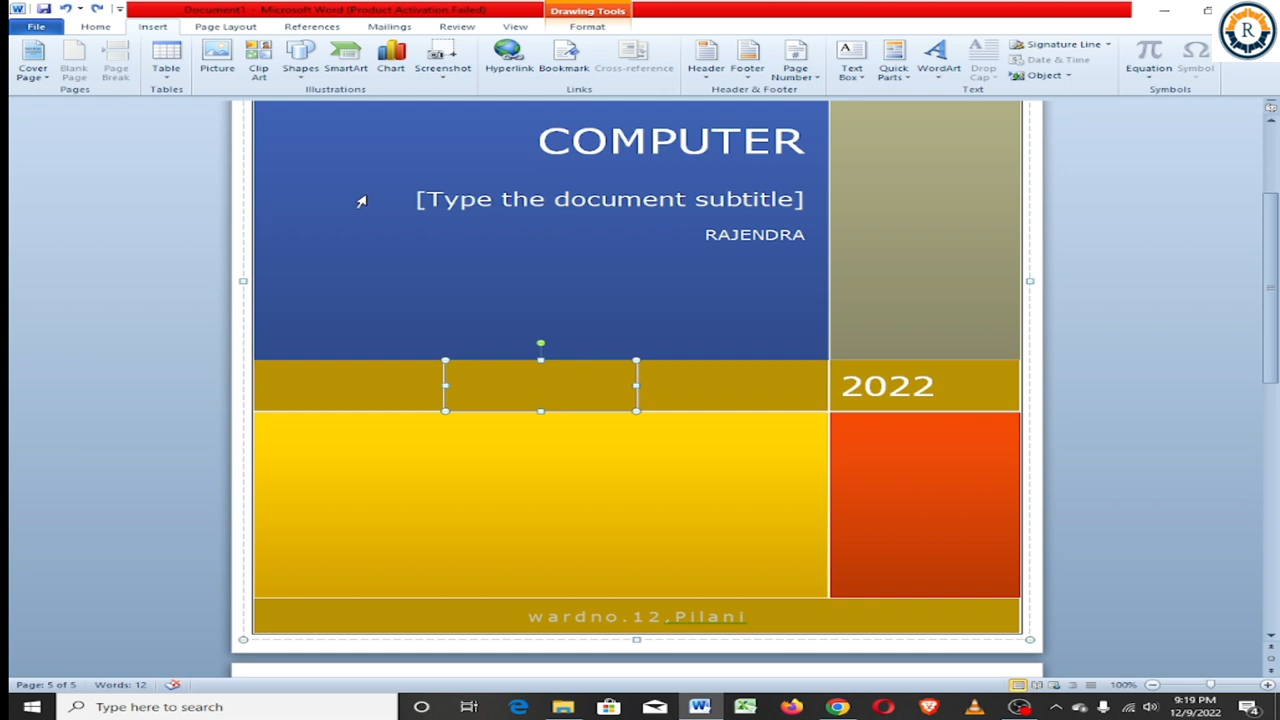 Document1 - Microsoft Word (Product Activation Failed)
Drawing Tools
File Home Insert Page Layout References Mailings Review View Format
Cover Page
Blank Page
Page Break
Table
Picture
Clip Art
Shapes
SmartArt
Chart
Screenshot
Hyperlink
Bookmark
Cross-reference
Header
Footer
Page Number
Text Box
Quick Parts
WordArt
Drop Cap
Signature Line
Date & Time
Object
Equation
Symbol
Pages Tables Illustrations Links Header & Footer Text Symbols
R
COMPUTER
[Type the document subtitle]
RAJENDRA
2022
wardno.12,Pilani
Page: 5 of 5 Words: 12 100%
Type here to search
9:19 PM
12/9/2022
4